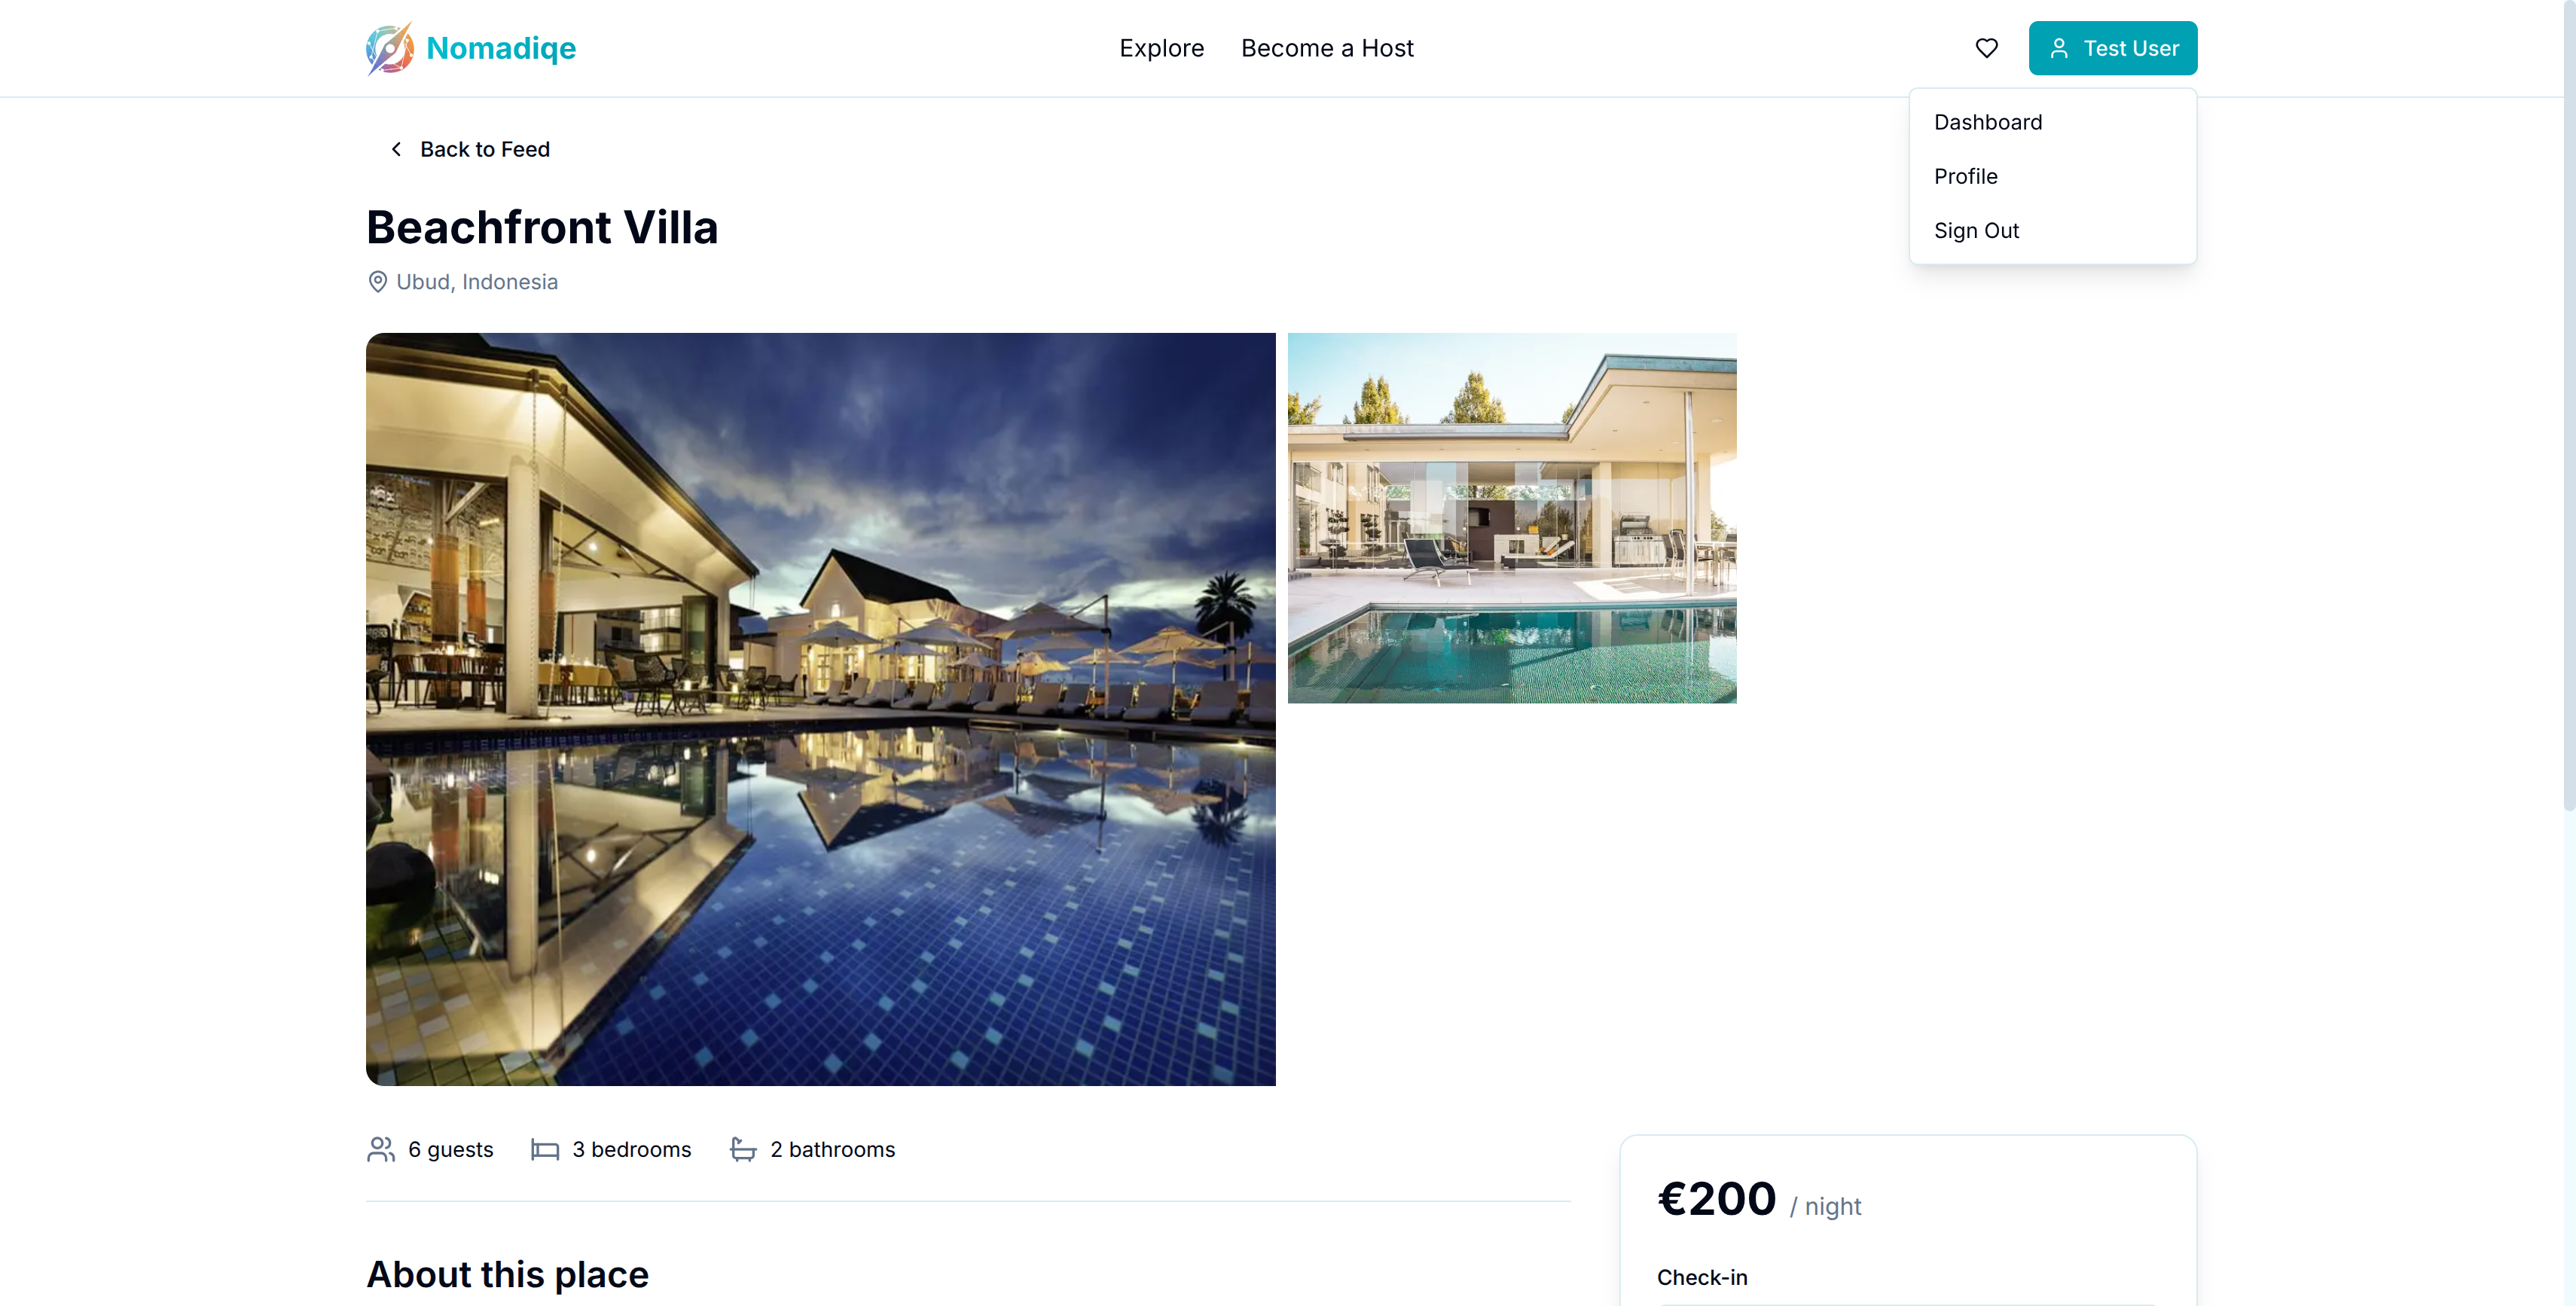 Nomadiqe
Explore
Become a Host
Test User
Dashboard
Profile
Sign Out
Back to Feed
Beachfront Villa
Ubud, Indonesia
6 guests
3 bedrooms
2 bathrooms
€200 / night
About this place
Check-in